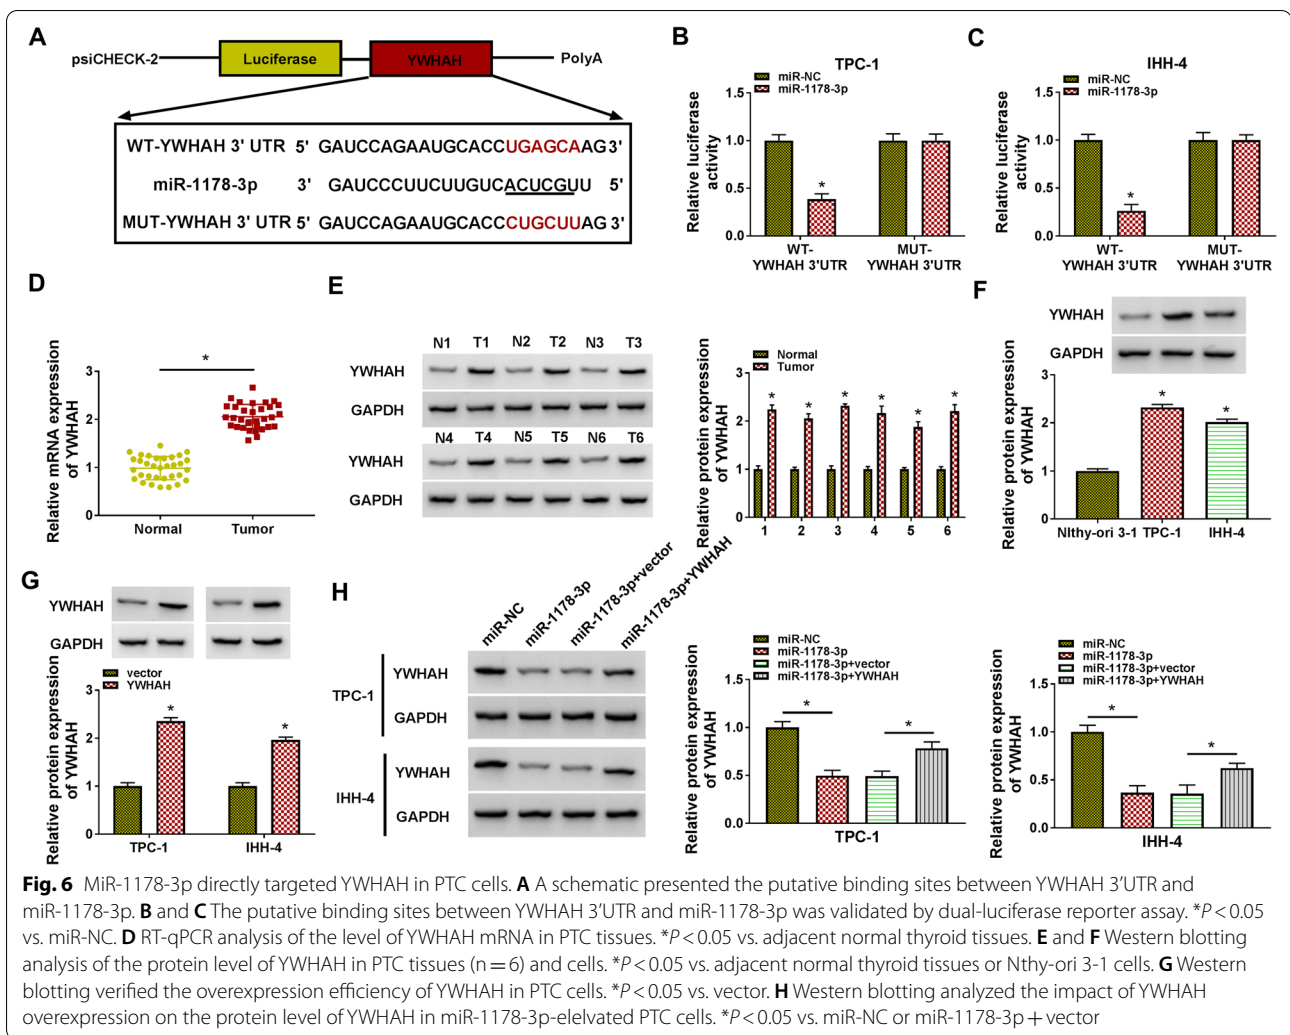 A
psiCHECK-2
Luciferase
YWHAH
PolyA
WT-YWHAH 3' UTR 5' GAUCCAGAAUGCACCUGAGCAAG 3'
miR-1178-3p 3' GAUCCCUUCUUGUCACUCGUU 5'
MUT-YWHAH 3' UTR 5' GAUCCAGAAUGCACCCUGCUUAG 3'
B
TPC-1
miR-NC
miR-1178-3p
Relative luciferase
activity
1.5
1.0
0.5
0.0
*
WT-
YWHAH 3'UTR
MUT-
YWHAH 3'UTR
C
IHH-4
miR-NC
miR-1178-3p
Relative luciferase
activity
1.5
1.0
0.5
0.0
*
WT-
YWHAH 3'UTR
MUT-
YWHAH 3'UTR
D
Relative mRNA expression
of YWHAH
3
2
1
0
*
Normal
Tumor
E
N1 T1 N2 T2 N3 T3
YWHAH
GAPDH
N4 T4 N5 T5 N6 T6
YWHAH
GAPDH
Relative protein expression
of YWHAH
Normal
Tumor
3
2
1
0
* * * * * *
1 2 3 4 5 6
F
YWHAH
GAPDH
Relative protein expression
of YWHAH
3
2
1
0
* *
NIthy-ori 3-1 TPC-1 IHH-4
G
YWHAH
GAPDH
Relative protein expression
of YWHAH
vector
YWHAH
3
2
1
0
* *
TPC-1 IHH-4
H
miR-NC
miR-1178-3p
miR-1178-3p+vector
miR-1178-3p+YWHAH
TPC-1
YWHAH
GAPDH
IHH-4
YWHAH
GAPDH
Relative protein expression
of YWHAH
miR-NC
miR-1178-3p
miR-1178-3p+vector
miR-1178-3p+YWHAH
1.5
1.0
0.5
0.0
* *
TPC-1
Relative protein expression
of YWHAH
miR-NC
miR-1178-3p
miR-1178-3p+vector
miR-1178-3p+YWHAH
1.5
1.0
0.5
0.0
* *
IHH-4
Fig. 6 MiR-1178-3p directly targeted YWHAH in PTC cells. A A schematic presented the putative binding sites between YWHAH 3'UTR and
miR-1178-3p. B and C The putative binding sites between YWHAH 3'UTR and miR-1178-3p was validated by dual-luciferase reporter assay. *P < 0.05
vs. miR-NC. D RT-qPCR analysis of the level of YWHAH mRNA in PTC tissues. *P < 0.05 vs. adjacent normal thyroid tissues. E and F Western blotting
analysis of the protein level of YWHAH in PTC tissues (n = 6) and cells. *P < 0.05 vs. adjacent normal thyroid tissues or Nthy-ori 3-1 cells. G Western
blotting verified the overexpression efficiency of YWHAH in PTC cells. *P < 0.05 vs. vector. H Western blotting analyzed the impact of YWHAH
overexpression on the protein level of YWHAH in miR-1178-3p-elelvated PTC cells. *P < 0.05 vs. miR-NC or miR-1178-3p + vector